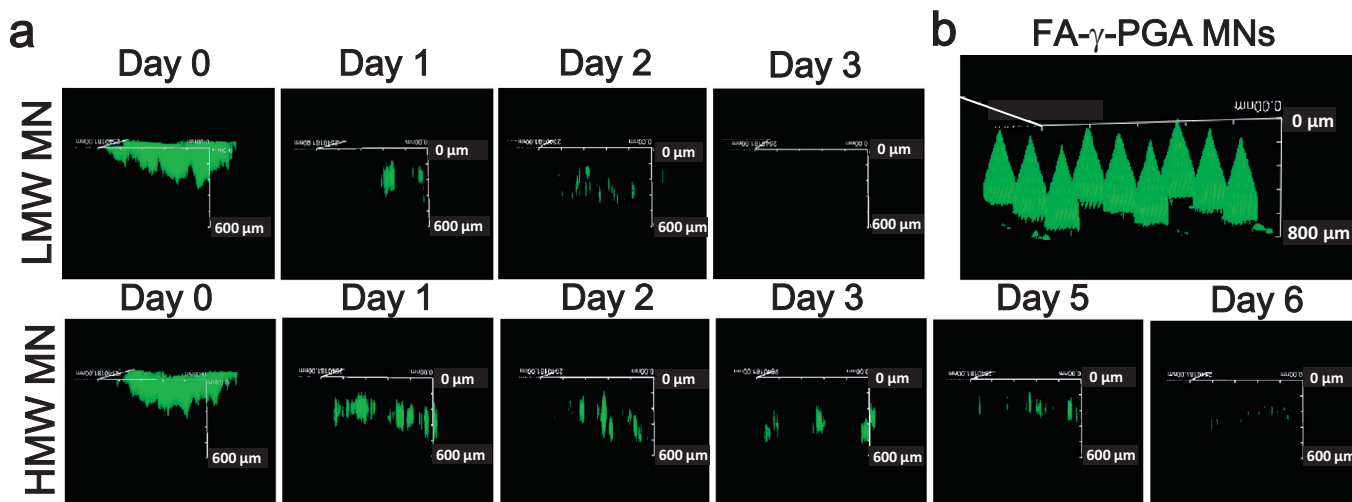 a
Day 0
Day 1
Day 2
Day 3
LMW MN
0 µm
600 µm
0 µm
600 µm
0 µm
600 µm
600 µm
b
FA-γ-PGA MNs
0.00nm
0 µm
800 µm
Day 0
Day 1
Day 2
Day 3
Day 5
Day 6
HMW MN
0 µm
600 µm
0 µm
600 µm
0 µm
600 µm
0 µm
600 µm
0 µm
600 µm
600 µm